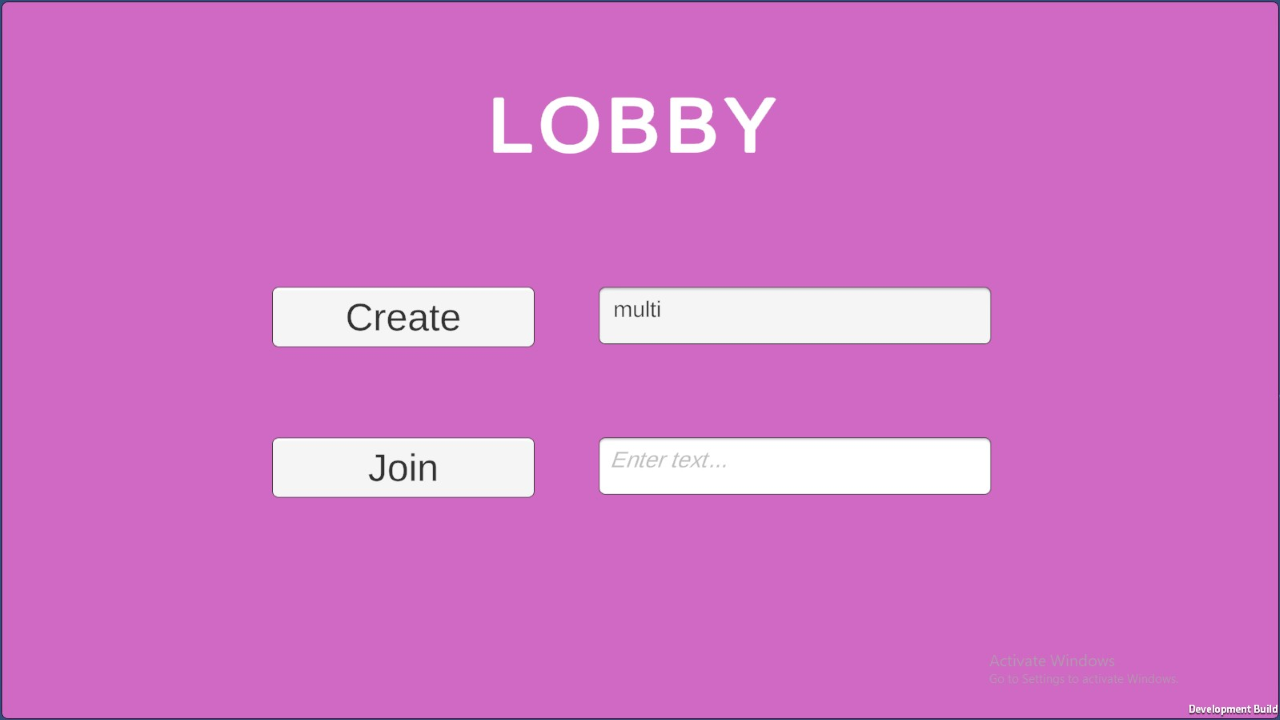 LOBBY
Create
multi
Join
Enter text...
Activate Windows
Go to Settings to activate Windows.
Development Build